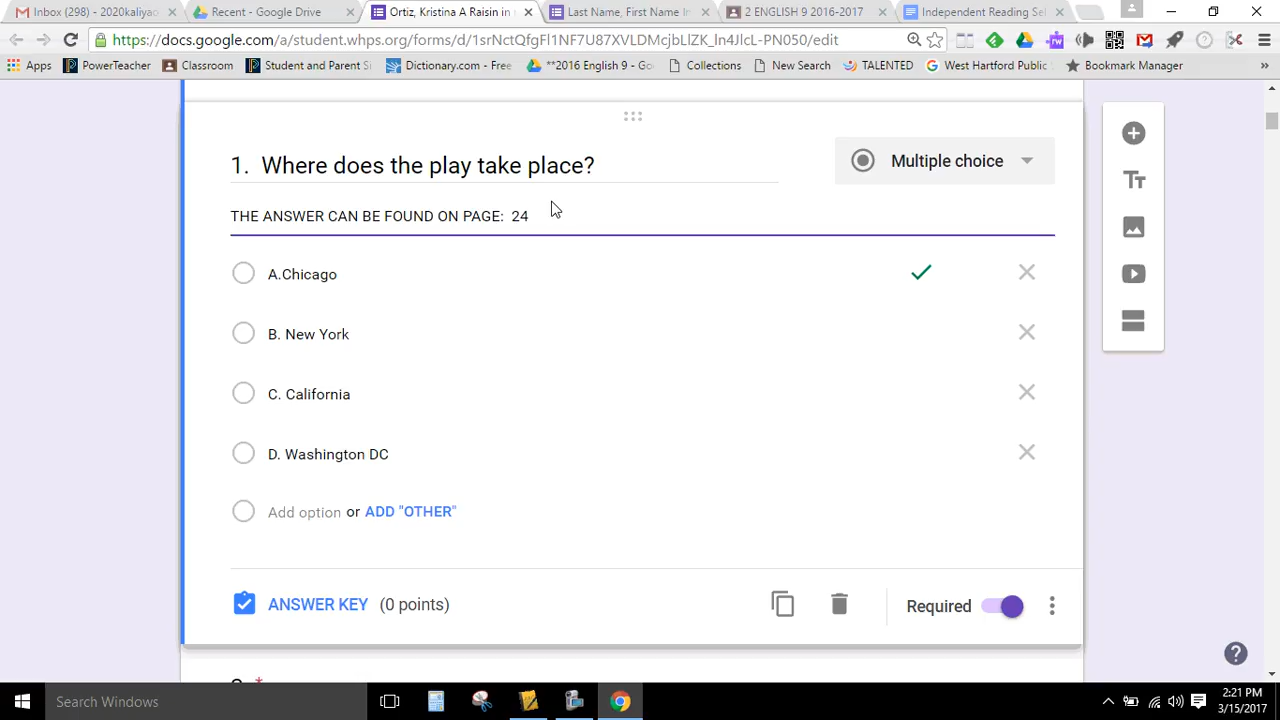 Inbox (298) - 2020kaliyao
Recent - Google Drive
Ortiz, Kristina A Raisin in
Last Name, First Name I
2 ENGLISH 9 2016-2017
Independent Reading Sel
https://docs.google.com/a/student.whps.org/forms/d/1srNctQfgFl1NF7U87XVLDMcjbLlZK_In4JlcL-PN050/edit
Apps
PowerTeacher
Classroom
Student and Parent Si
Dictionary.com - Free
**2016 English 9 - Go
Collections
New Search
TALENTED
West Hartford Public
Bookmark Manager
»
1. Where does the play take place?
Multiple choice
THE ANSWER CAN BE FOUND ON PAGE: 24
A.Chicago
B. New York
C. California
D. Washington DC
Add option or ADD "OTHER"
ANSWER KEY (0 points)
Required
Search Windows
2:21 PM
3/15/2017